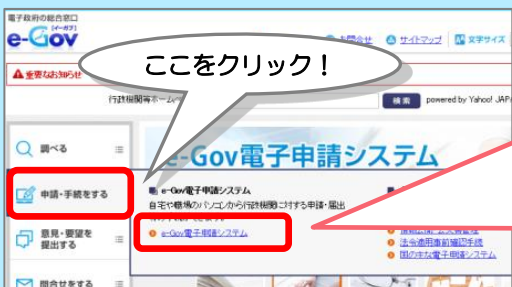 電子政府の総合窓口
[イーガブ]
e-Gov
お問合せ サイトマップ 文字サイズ
重要なお知らせ
ここをクリック！
行政機関等ホームページ
検索 powered by Yahoo! JAP
調べる
e-Gov電子申請システム
申請・手続をする
e-Gov電子申請システム
自宅や職場のパソコンから行政機関に対する申請・届出
e-Gov電子申請システム
意見・要望を
提出する
法令適用事前確認手続
国の主な電子申請システム
問合せをする